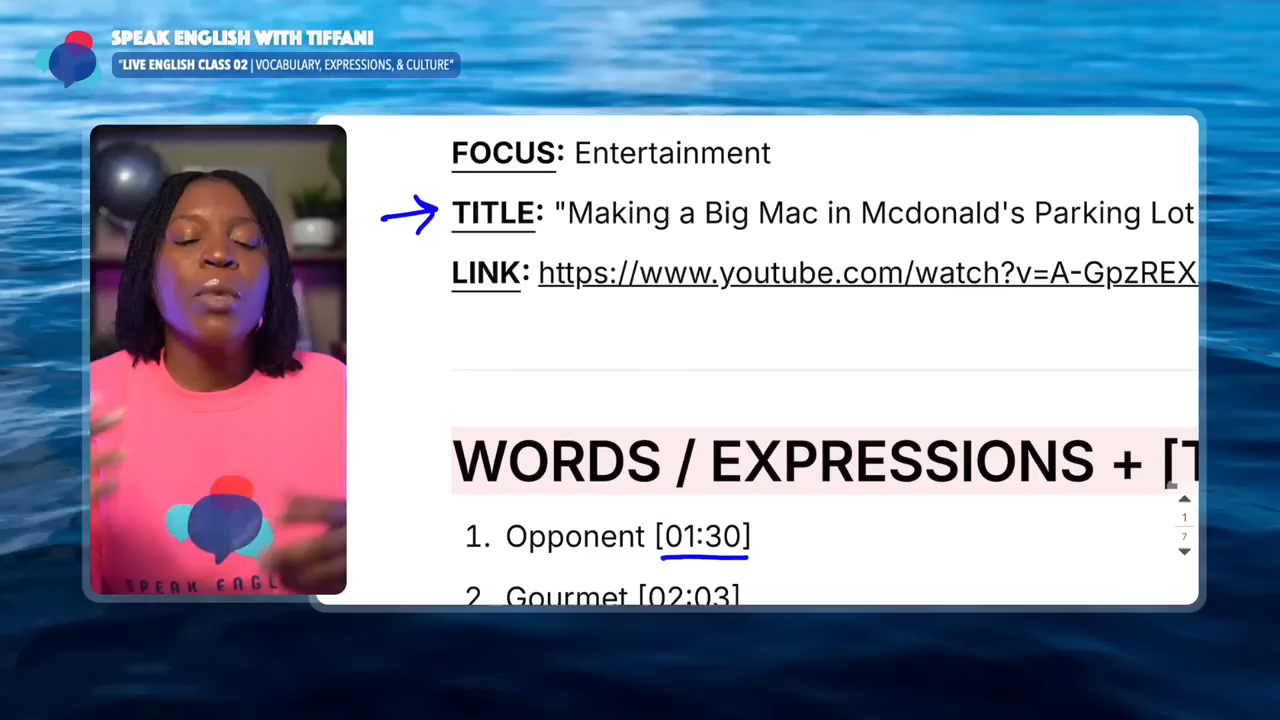 SPEAK ENGLISH WITH TIFFANI
"LIVE ENGLISH CLASS 02 | VOCABULARY, EXPRESSIONS, & CULTURE"
FOCUS: Entertainment
TITLE: "Making a Big Mac in Mcdonald's Parking Lot
LINK: https://www.youtube.com/watch?v=A-GpzREX
WORDS / EXPRESSIONS + [T
1. Opponent [01:30]
2. Gourmet [02:03]
1
7
SPEAK ENGL